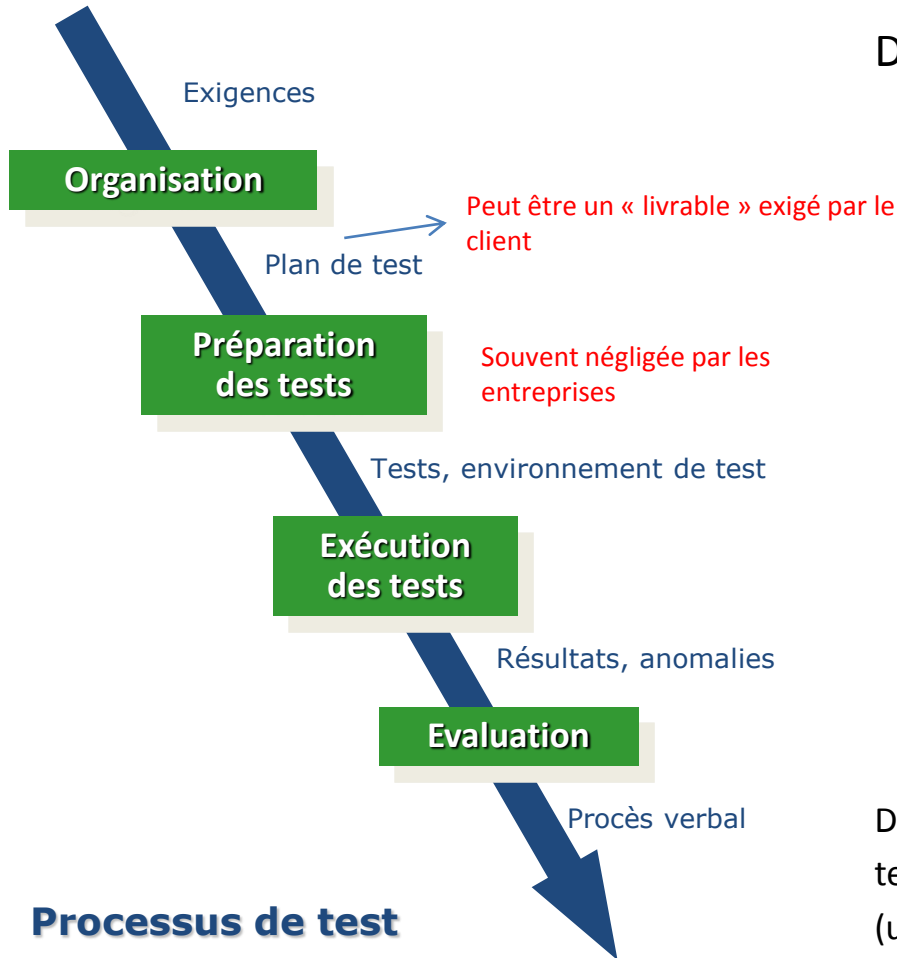 D
Exigences
Organisation
Peut être un « livrable » exigé par le
client
Plan de test
Préparation
des tests
Souvent négligée par les
entreprises
Tests, environnement de test
Exécution
des tests
Résultats, anomalies
Evaluation
Procès verbal
D
te
(u
Processus de test